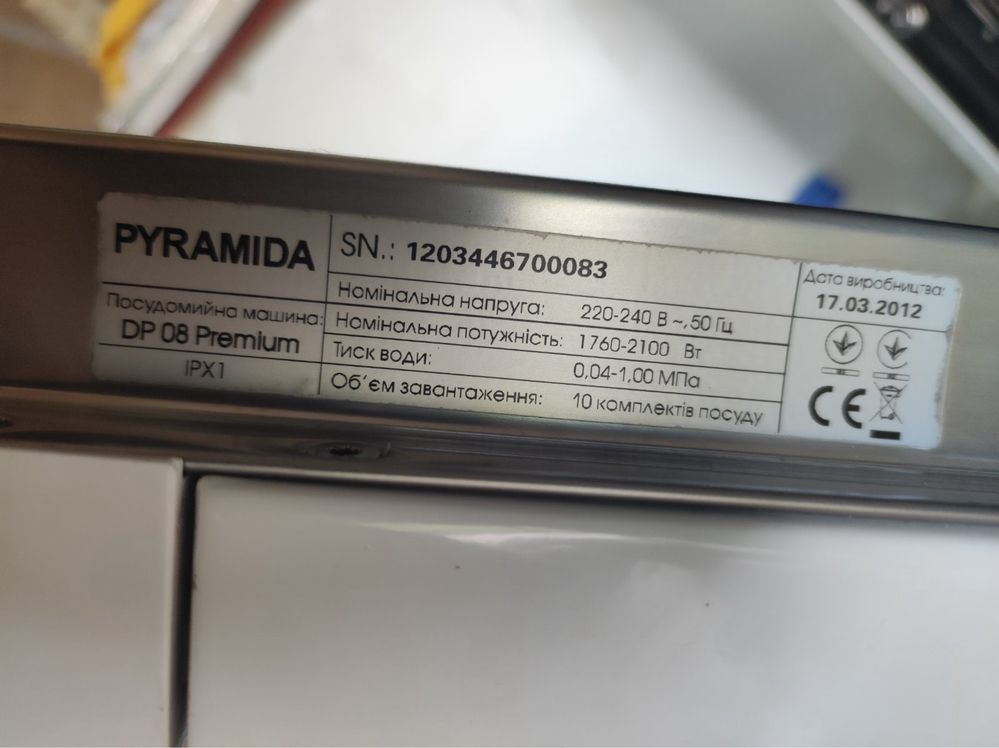 PYRAMIDA
Посудомийна машина:
DP 08 Premium
IPX1
SN.: 1203446700083
Номінальна напруга: 220-240 В ~, 50 Гц
Номінальна потужність: 1760-2100 Вт
Тиск води: 0,04-1,00 МПа
Об'єм завантаження: 10 комплектів посуду
Дата виробництва:
17.03.2012
CE